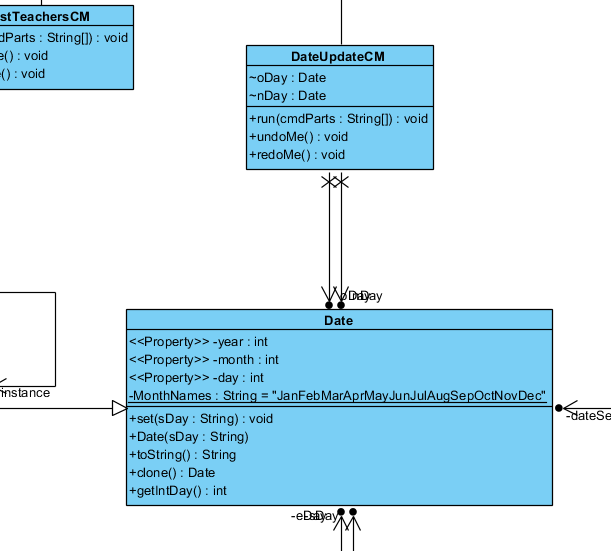 stTeachersCM
dParts : String[]) : void
e() : void
() : void
DateUpdateCM
~oDay : Date
~nDay : Date
+run(cmdParts : String[]) : void
+undoMe() : void
+redoMe() : void
Date
<<Property>> -year : int
<<Property>> -month : int
<<Property>> -day : int
-MonthNames : String = "JanFebMarAprMayJunJulAugSepOctNovDec"
+set(sDay : String) : void
+Date(sDay : String)
+toString() : String
+clone() : Date
+getIntDay() : int
instance
-dateSe